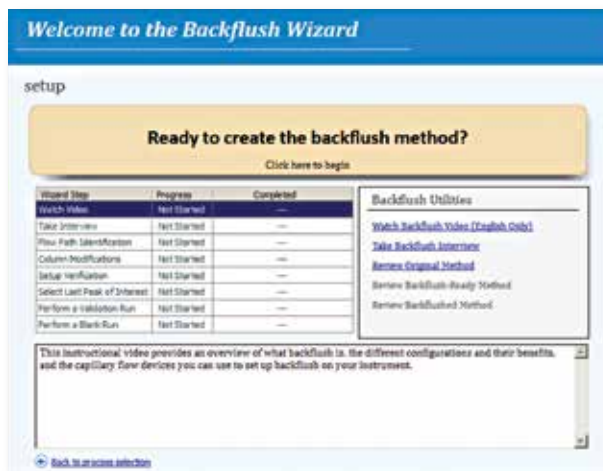 Welcome to the Backflush Wizard
setup
Ready to create the backflush method?
Click here to begin
Wizard Step Progress Completed
Watch Video Not Started —
Take Interview Not Started —
Flow Path Identification Not Started —
Column Modifications Not Started —
Setup Verification Not Started —
Select Last Peak of Interest Not Started —
Perform a Validation Run Not Started —
Perform a Blank Run Not Started —
Backflush Utilities
Watch Backflush Video (English Only)
Take Backflush Interview
Review Original Method
Review Backflush-Ready Method
Review Backflushed Method
This instructional video provides an overview of what backflush is, the different configurations and their benefits,
and the capillary flow devices you can use to set up backflush on your instrument.
Back to process selection